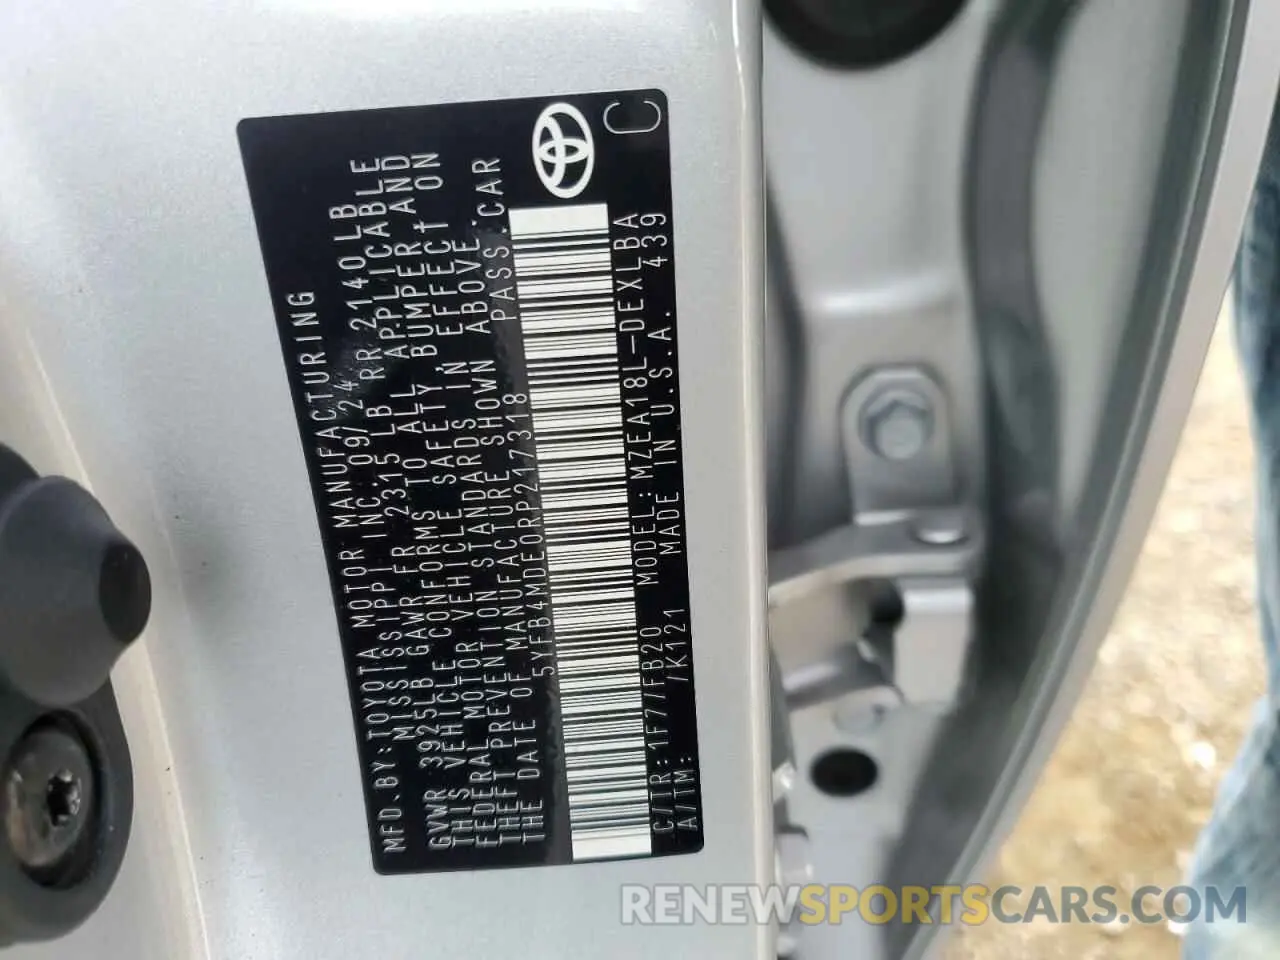 MFD.BY:TOYOTA MOTOR MANUFACTURING
MISSISSIPPI INC. 09/24
GVWR 3925LB GAWR FR 2315LB RR 2140LB
THIS VEHICLE CONFORMS TO ALL APPLICABLE
FEDERAL MOTOR VEHICLE SAFETY, BUMPER, AND
THEFT PREVENTION STANDARDS IN EFFECT ON
THE DATE OF MANUFACTURE SHOWN ABOVE.
5YFB4MDE0RP217318 PASS.CAR
C/TR:1F7/FB20 MODEL:MZEA18L-DEXLBA
A/TM: /K121 MADE IN U.S.A. 439
C
RENEWSPORTSCARS.COM